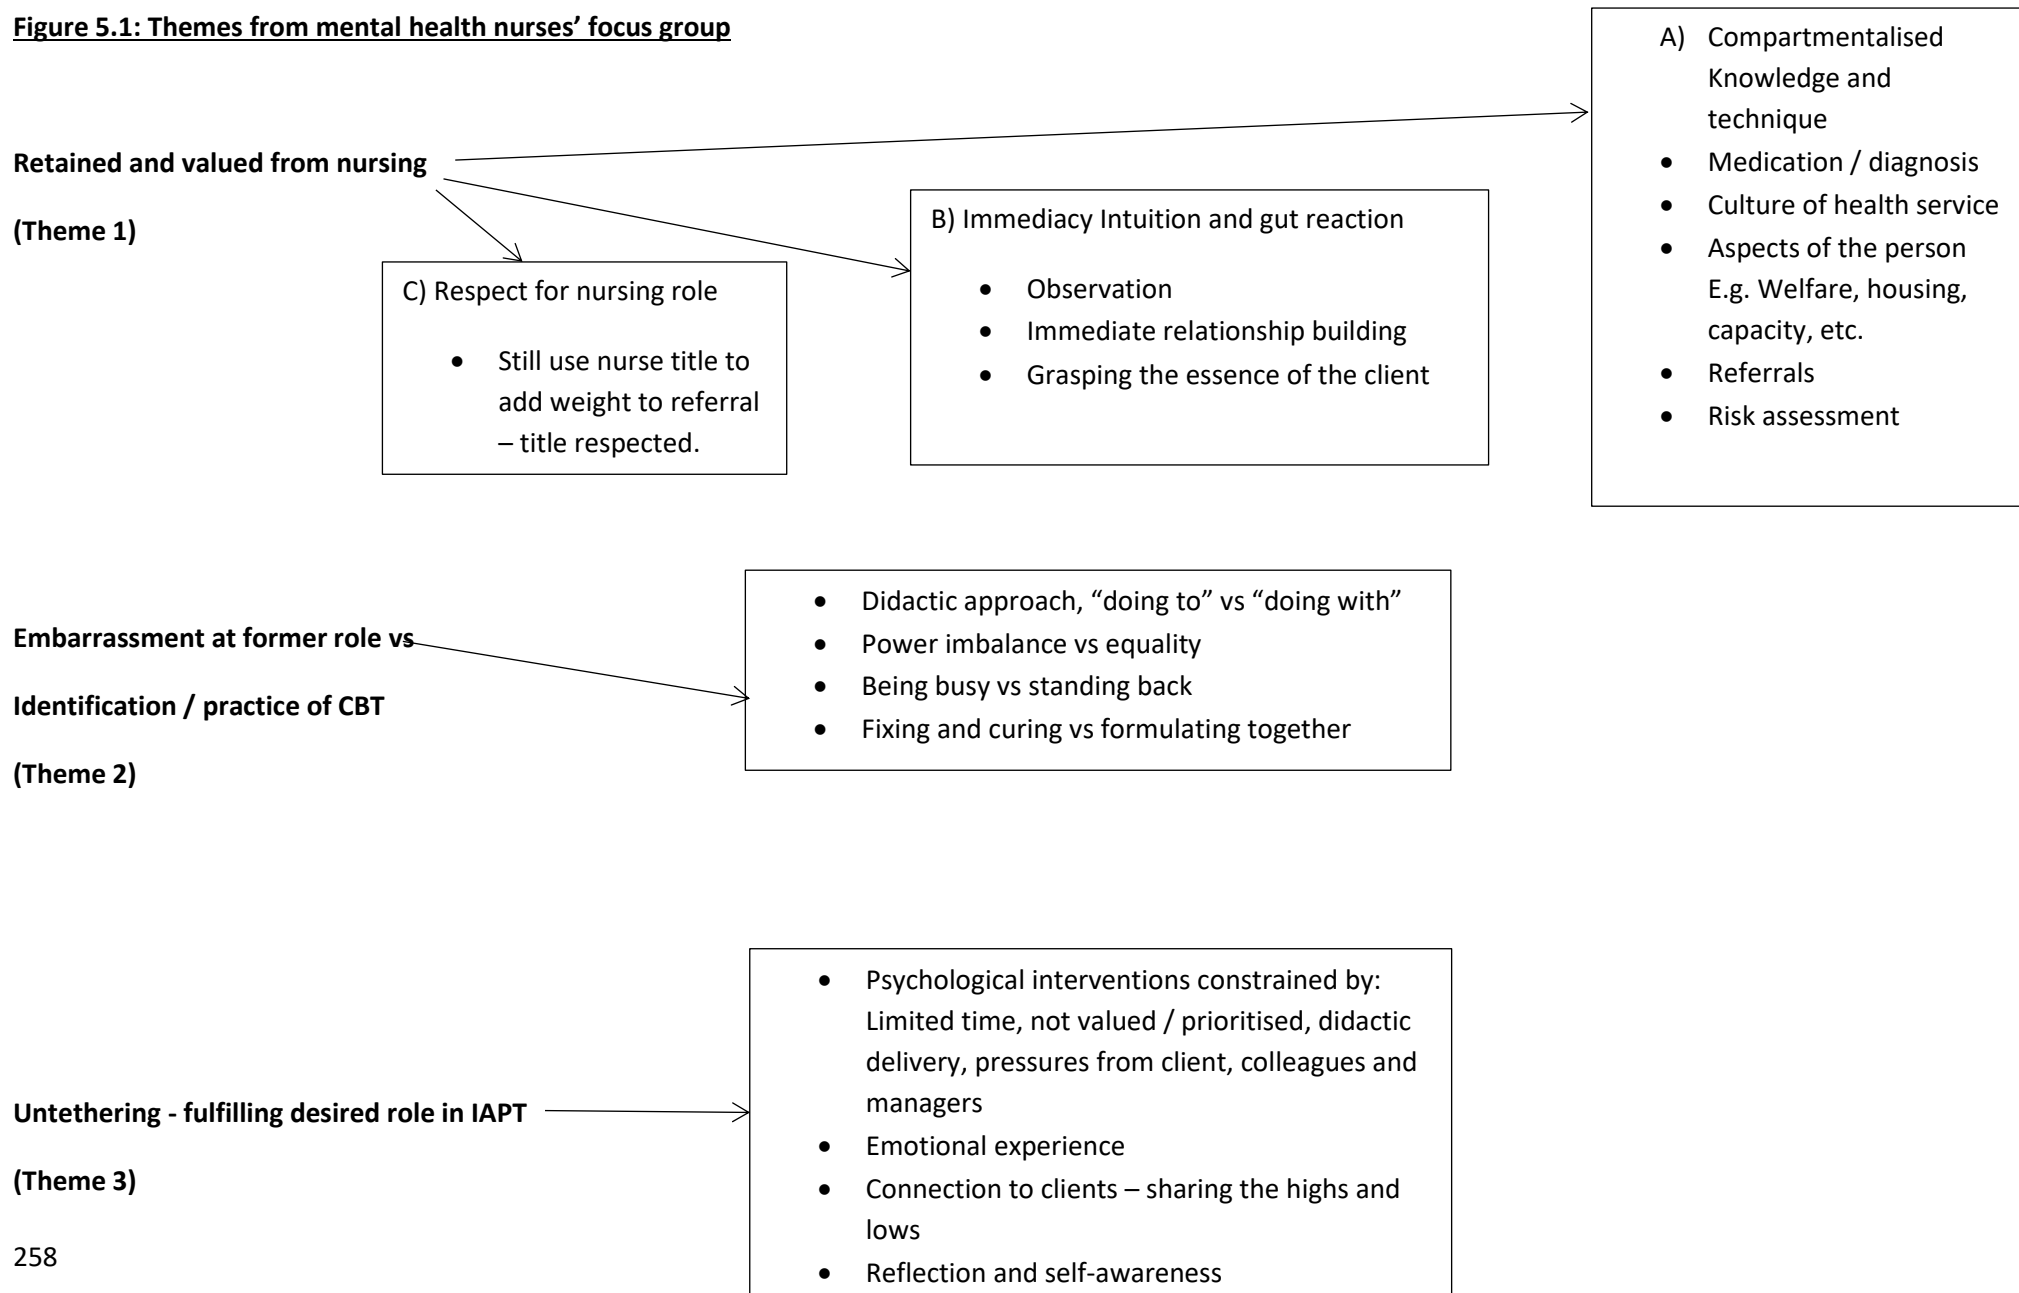 Figure 5.1: Themes from mental health nurses’ focus group
Retained and valued from nursing
(Theme 1)
A) Compartmentalised
Knowledge and
technique
• Medication / diagnosis
• Culture of health service
• Aspects of the person
E.g. Welfare, housing,
capacity, etc.
• Referrals
• Risk assessment
B) Immediacy Intuition and gut reaction
• Observation
• Immediate relationship building
• Grasping the essence of the client
C) Respect for nursing role
• Still use nurse title to
add weight to referral
– title respected.
Embarrassment at former role vs
Identification / practice of CBT
(Theme 2)
• Didactic approach, “doing to” vs “doing with”
• Power imbalance vs equality
• Being busy vs standing back
• Fixing and curing vs formulating together
Untethering - fulfilling desired role in IAPT
(Theme 3)
• Psychological interventions constrained by:
Limited time, not valued / prioritised, didactic
delivery, pressures from client, colleagues and
managers
• Emotional experience
• Connection to clients – sharing the highs and
lows
• Reflection and self-awareness
258